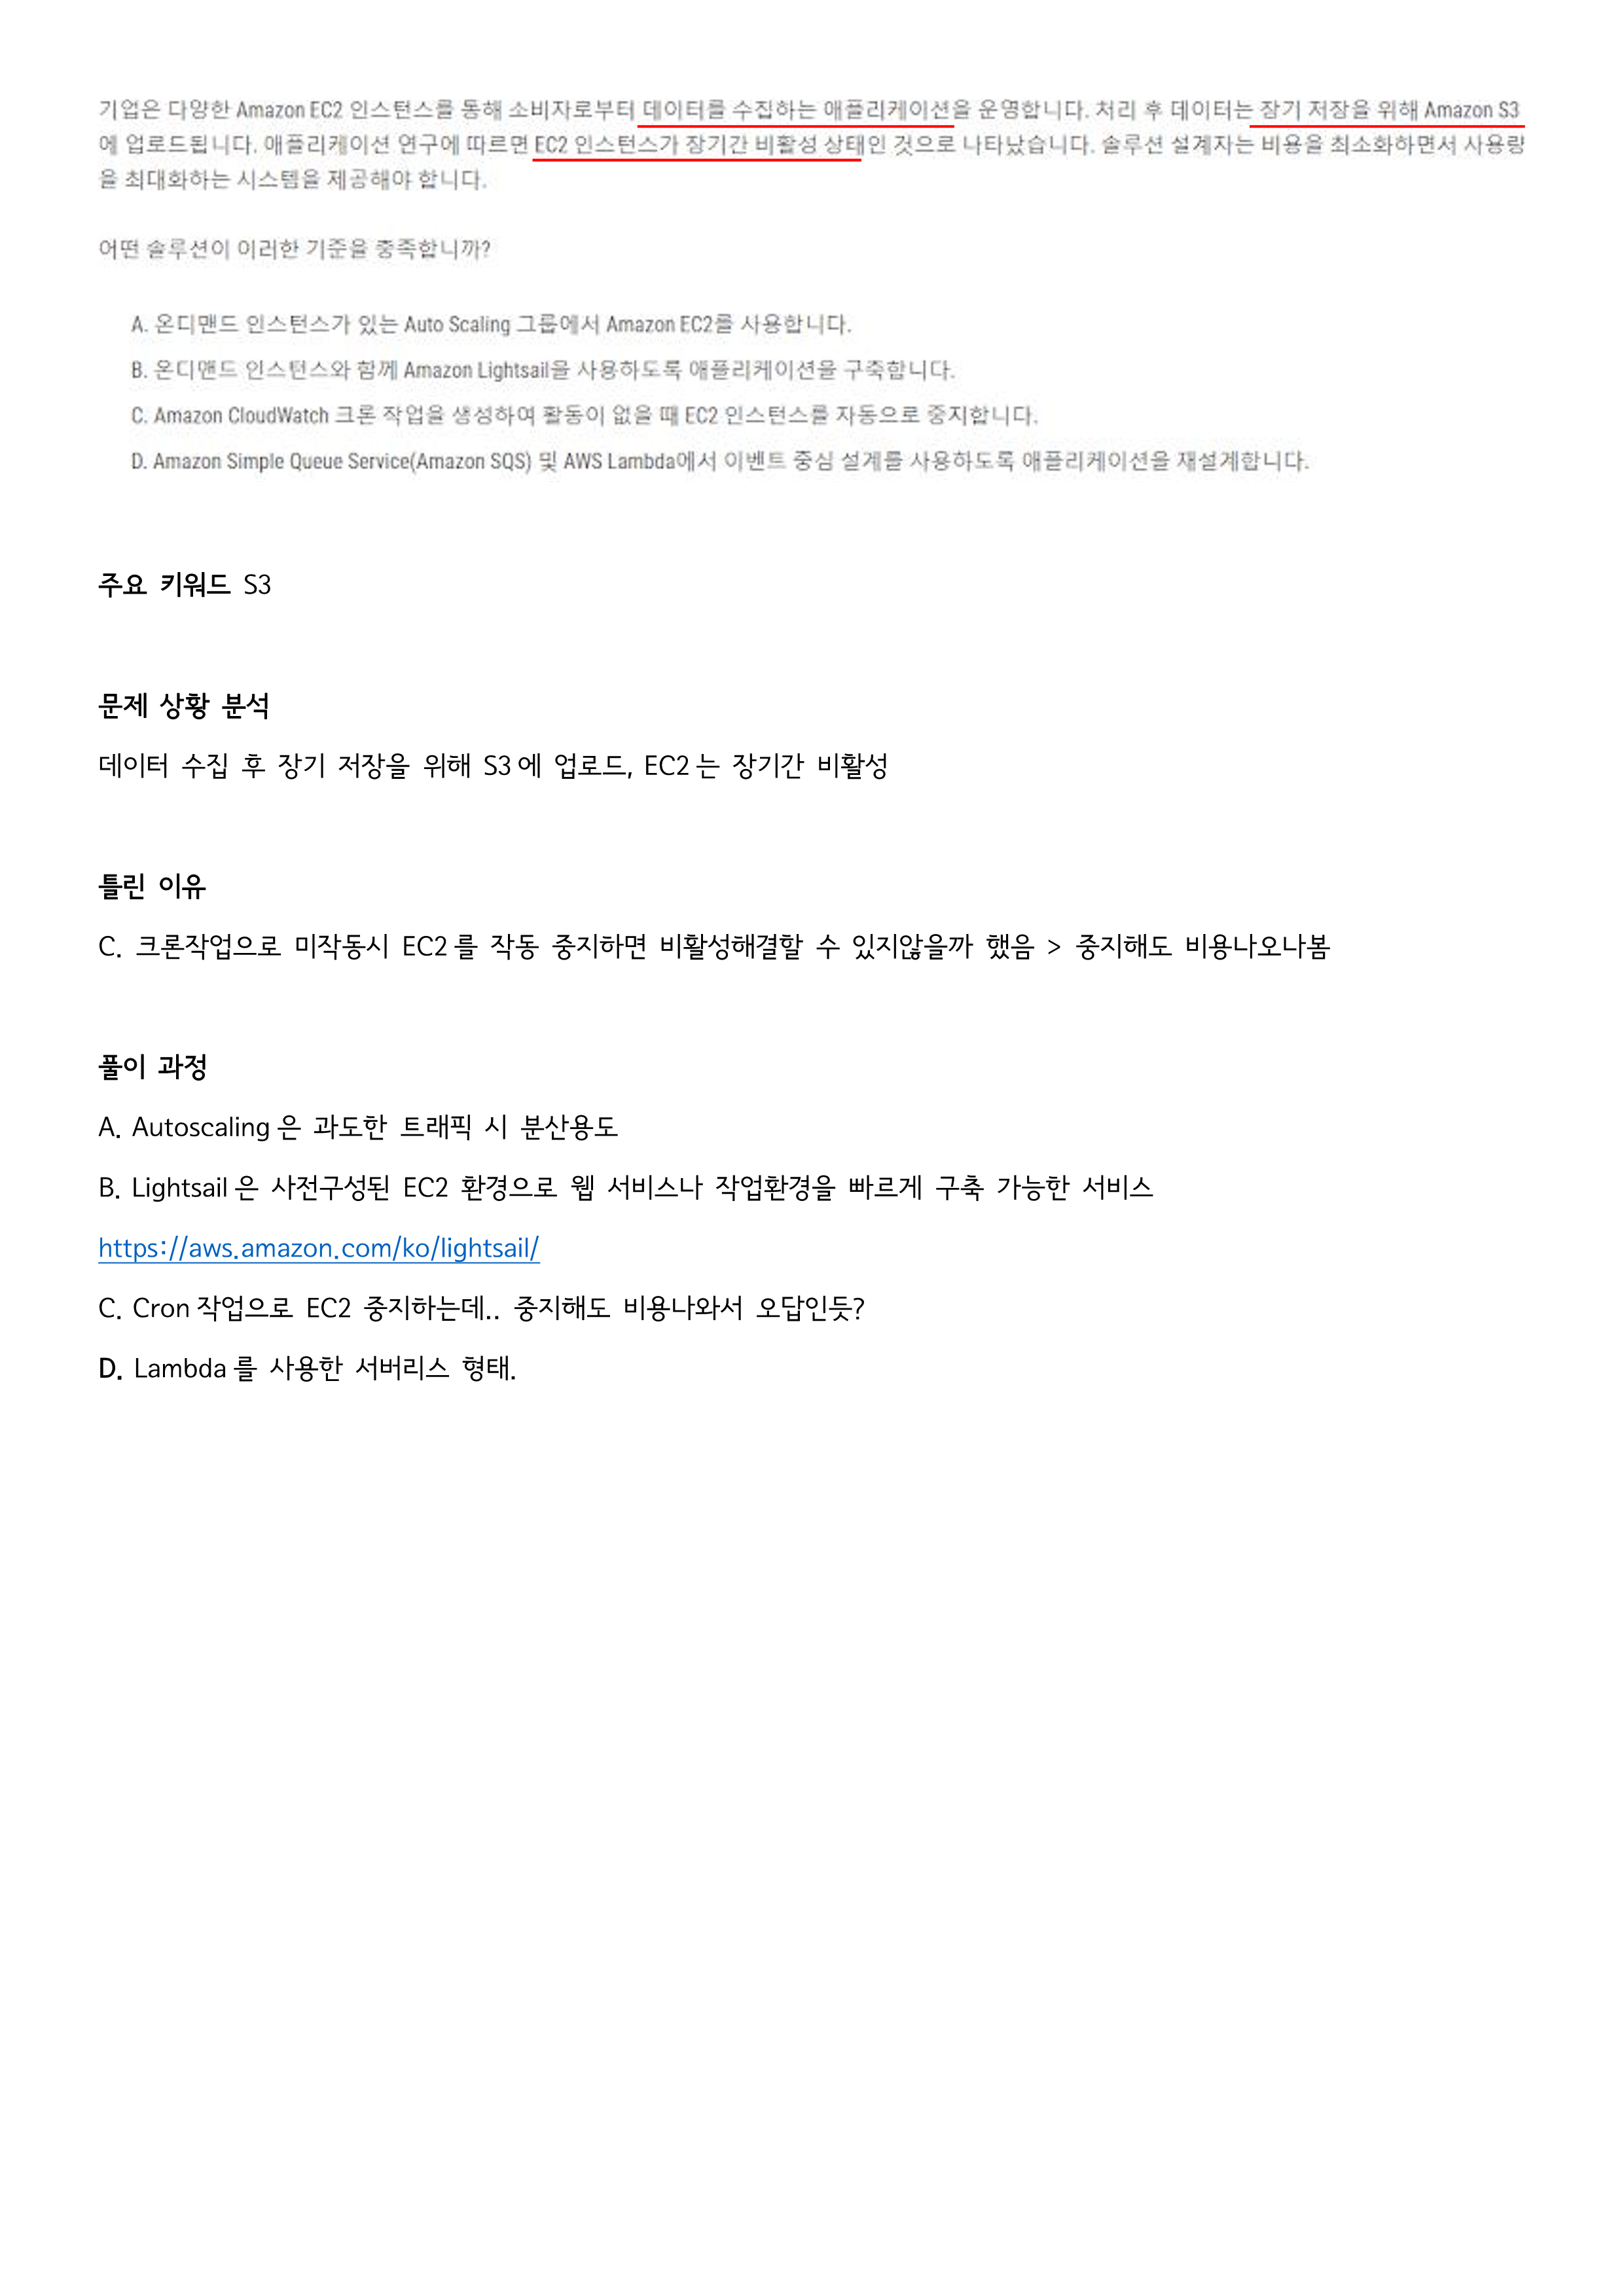 기업은 다양한 Amazon EC2 인스턴스를 통해 소비자로부터 데이터를 수집하는 애플리케이션을 운영합니다. 처리 후 데이터는 장기 저장을 위해 Amazon S3
에 업로드됩니다. 애플리케이션 연구에 따르면 EC2 인스턴스가 장기간 비활성 상태인 것으로 나타났습니다. 솔루션 설계자는 비용을 최소화하면서 사용량
을 최대화하는 시스템을 제공해야 합니다.
어떤 솔루션이 이러한 기준을 충족합니까?
A. 온디맨드 인스턴스가 있는 Auto Scaling 그룹에서 Amazon EC2를 사용합니다.
B. 온디맨드 인스턴스와 함께 Amazon Lightsail을 사용하도록 애플리케이션을 구축합니다.
C. Amazon CloudWatch 크론 작업을 생성하여 활동이 없을 때 EC2 인스턴스를 자동으로 중지합니다.
D. Amazon Simple Queue Service(Amazon SQS) 및 AWS Lambda에서 이벤트 중심 설계를 사용하도록 애플리케이션을 재설계합니다.
주요 키워드 S3
문제 상황 분석
데이터 수집 후 장기 저장을 위해 S3에 업로드, EC2는 장기간 비활성
틀린 이유
C. 크론작업으로 미작동시 EC2를 작동 중지하면 비활성해결할 수 있지않을까 했음 > 중지해도 비용나오나봄
풀이 과정
A. Autoscaling은 과도한 트래픽 시 분산용도
B. Lightsail은 사전구성된 EC2 환경으로 웹 서비스나 작업환경을 빠르게 구축 가능한 서비스
https://aws.amazon.com/ko/lightsail/
C. Cron작업으로 EC2 중지하는데.. 중지해도 비용나와서 오답인듯?
D. Lambda를 사용한 서버리스 형태.